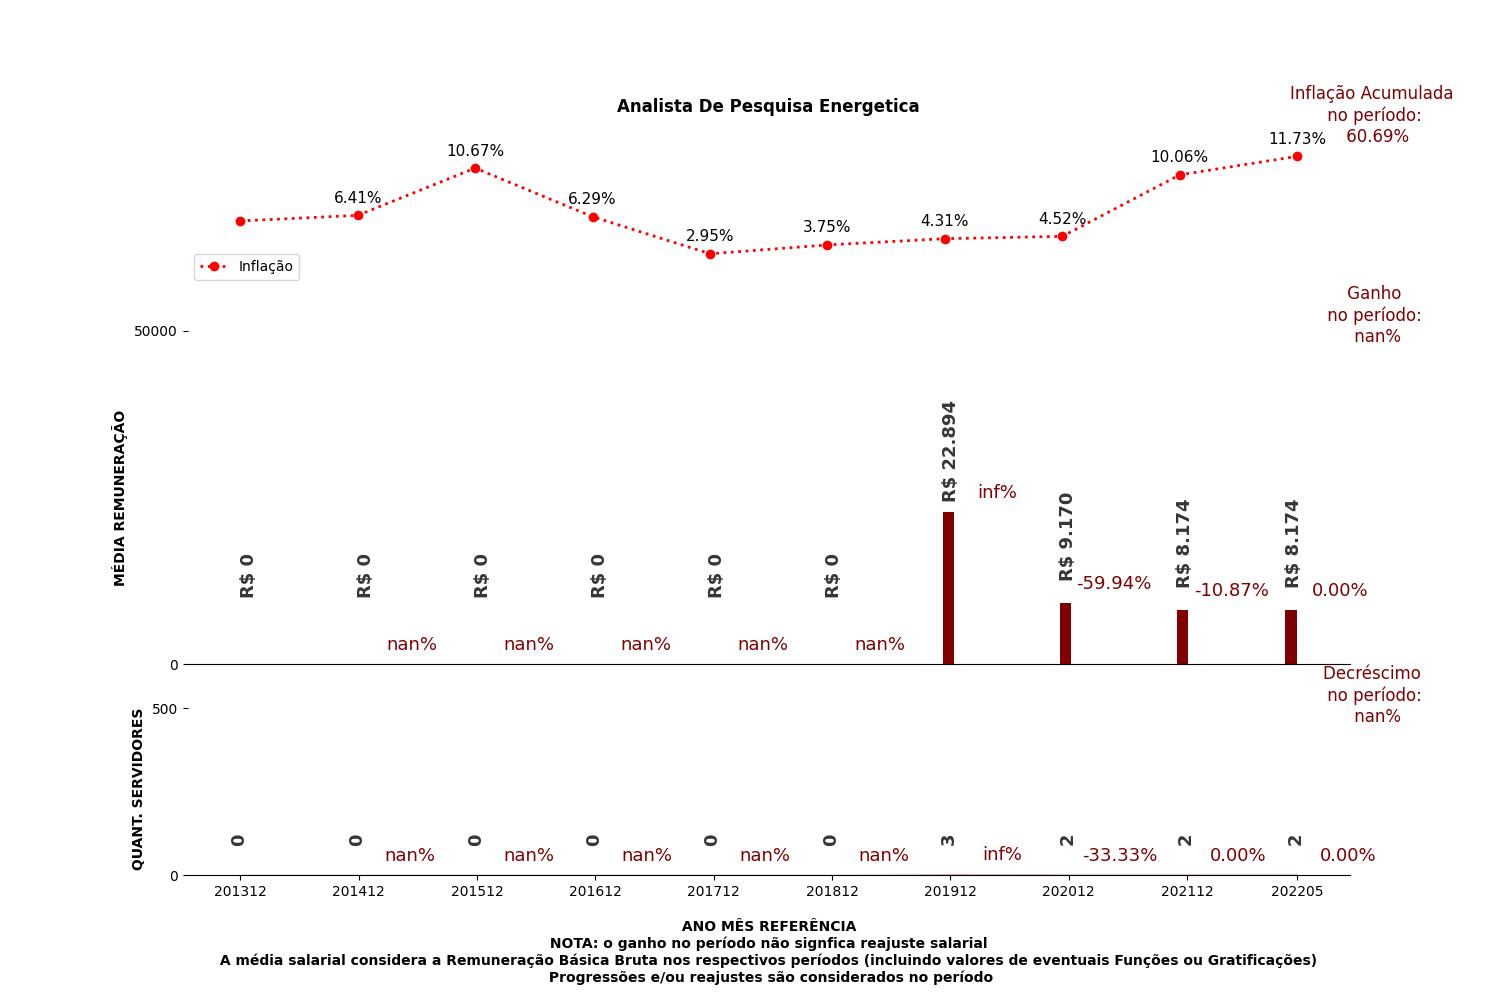 Analista De Pesquisa Energetica
Inflação Acumulada
no período:
60.69%
6.41%
10.67%
6.29%
2.95%
3.75%
4.31%
4.52%
10.06%
11.73%
Inflação
Ganho
no período:
nan%
50000
0
MÉDIA REMUNERAÇÃO
R$ 0
R$ 0
R$ 0
R$ 0
R$ 0
R$ 0
R$ 22.894
R$ 9.170
R$ 8.174
R$ 8.174
nan%
nan%
nan%
nan%
nan%
inf%
-59.94%
-10.87%
0.00%
Decréscimo
no período:
nan%
500
0
QUANT. SERVIDORES
0
0
0
0
0
0
3
2
2
2
nan%
nan%
nan%
nan%
nan%
inf%
-33.33%
0.00%
0.00%
201312
201412
201512
201612
201712
201812
201912
202012
202112
202205
ANO MÊS REFERÊNCIA
NOTA: o ganho no período não signfica reajuste salarial
A média salarial considera a Remuneração Básica Bruta nos respectivos períodos (incluindo valores de eventuais Funções ou Gratificações)
Progressões e/ou reajustes são considerados no período